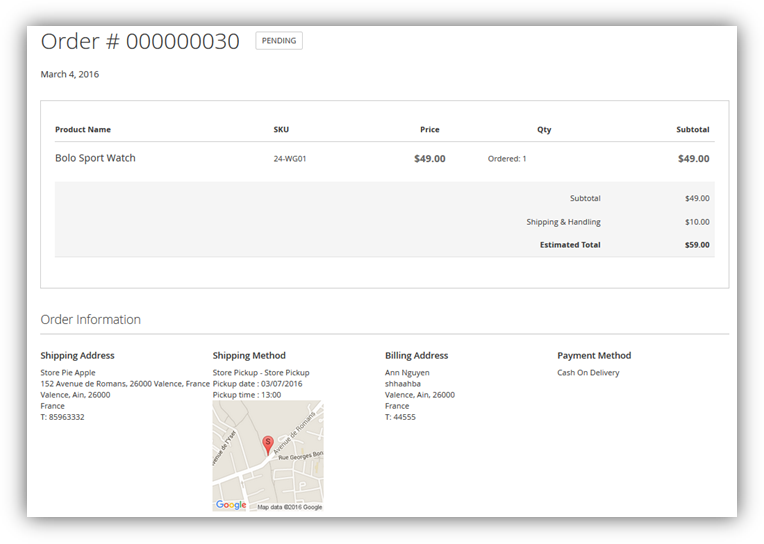 Order # 000000030 PENDING
March 4, 2016
Product Name SKU Price Qty Subtotal
Bolo Sport Watch 24-WG01 $49.00 Ordered: 1 $49.00
Subtotal $49.00
Shipping & Handling $10.00
Estimated Total $59.00
Order Information
Shipping Address
Store Pie Apple
152 Avenue de Romans, 26000 Valence, France
Valence, Ain, 26000
France
T: 85963332
Shipping Method
Store Pickup - Store Pickup
Pickup date : 03/07/2016
Pickup time : 13:00
Avenue de l'Yser
S
Avenue de Romans
Rue Georges Bon
Google Map data ©2016 Google
Billing Address
Ann Nguyen
shhaahba
Valence, Ain, 26000
France
T: 44555
Payment Method
Cash On Delivery